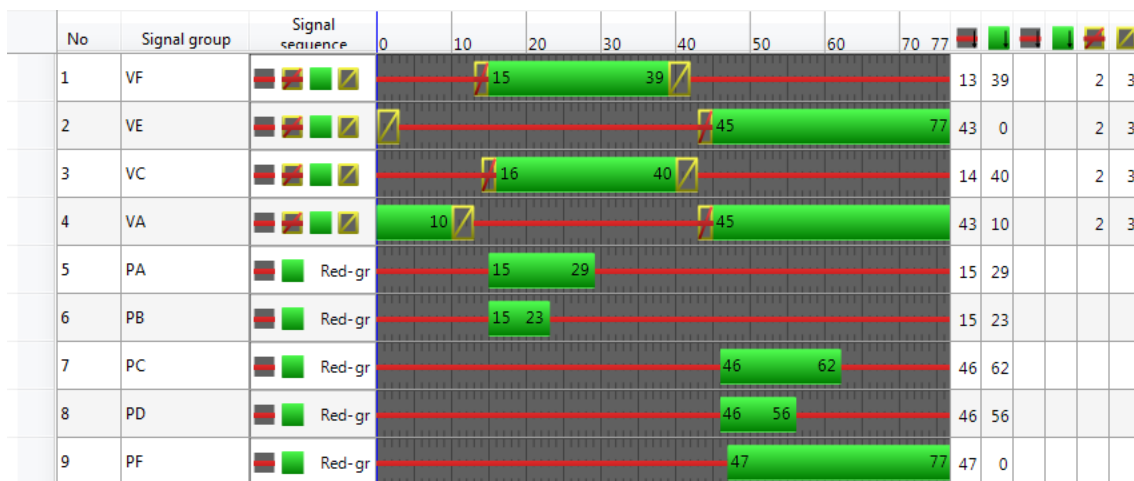 No Signal group Signal sequence 0 10 20 30 40 50 60 70 77
1 VF 15 39 13 39 2 3
2 VE 45 77 43 0 2 3
3 VC 16 40 14 40 2 3
4 VA 10 45 43 10 2 3
5 PA Red-gr 15 29 15 29
6 PB Red-gr 15 23 15 23
7 PC Red-gr 46 62 46 62
8 PD Red-gr 46 56 46 56
9 PF Red-gr 47 77 47 0